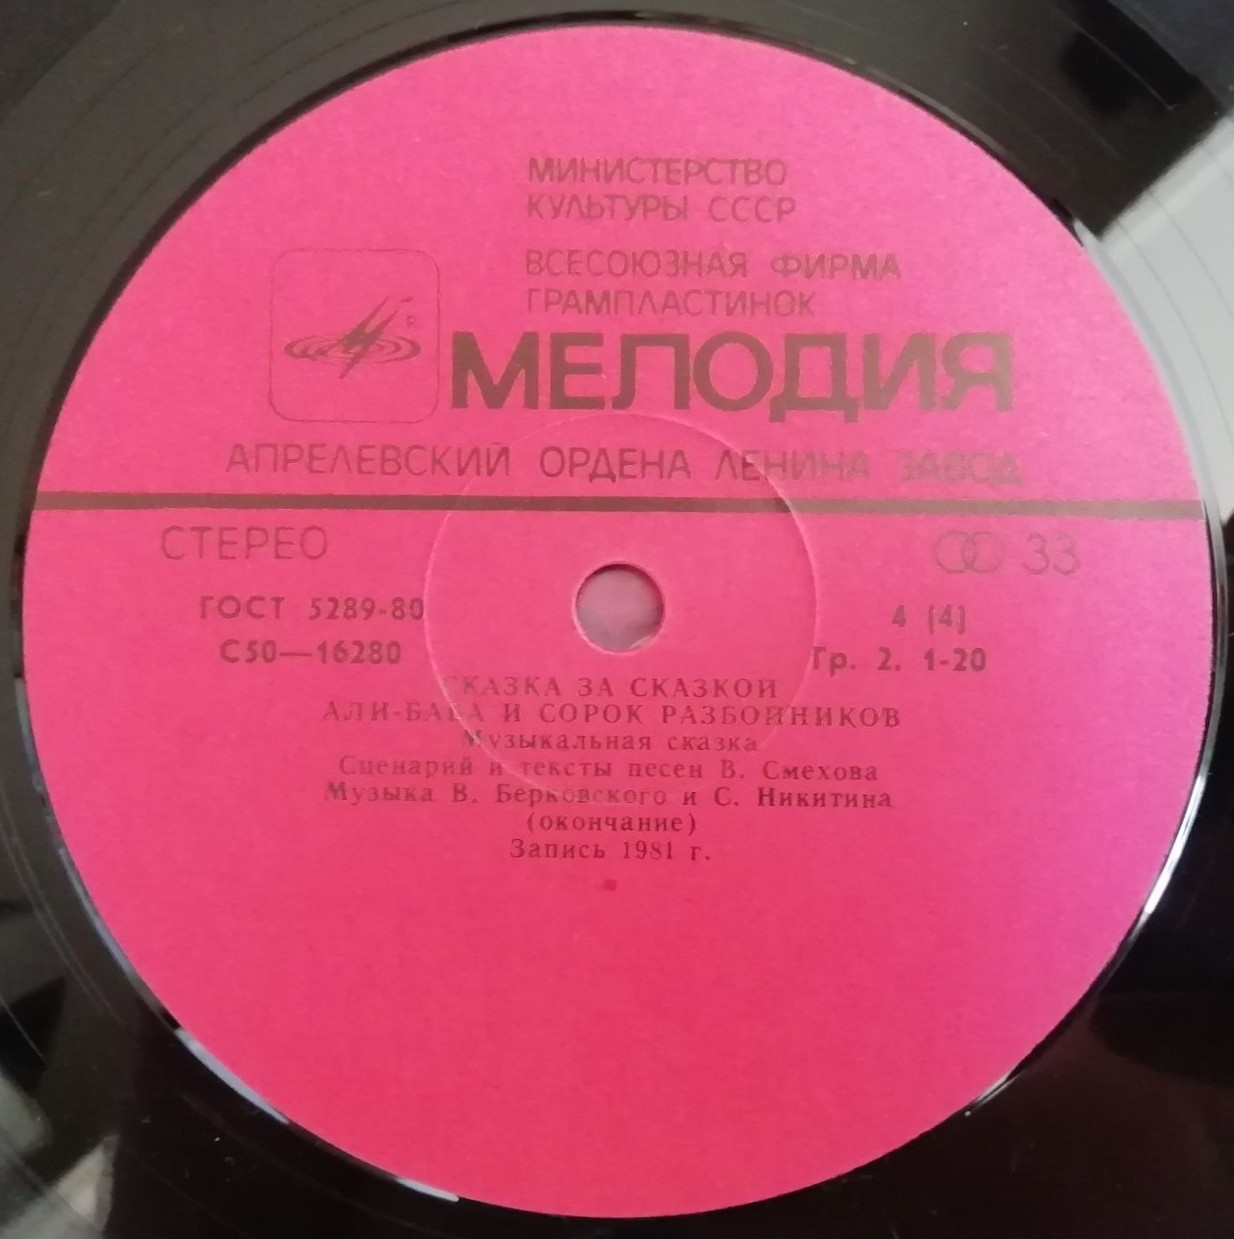 МИНИСТЕРСТВО
КУЛЬТУРЫ СССР
ВСЕСОЮЗНАЯ ФИРМА
ГРАМПЛАСТИНОК
МЕЛОДИЯ
АПРЕЛЕВСКИЙ ОРДЕНА ЛЕНИНА ЗАВОД
СТЕРЕО 33
ГОСТ 5289-80 4 (4)
С50—16280 Гр. 2. 1-20
СКАЗКА ЗА СКАЗКОЙ
АЛИ-БАБА И СОРОК РАЗБОЙНИКОВ
Музыкальная сказка
Сценарий и тексты песен В. Смехова
Музыка В. Берковского и С. Никитина
(окончание)
Запись 1981 г.